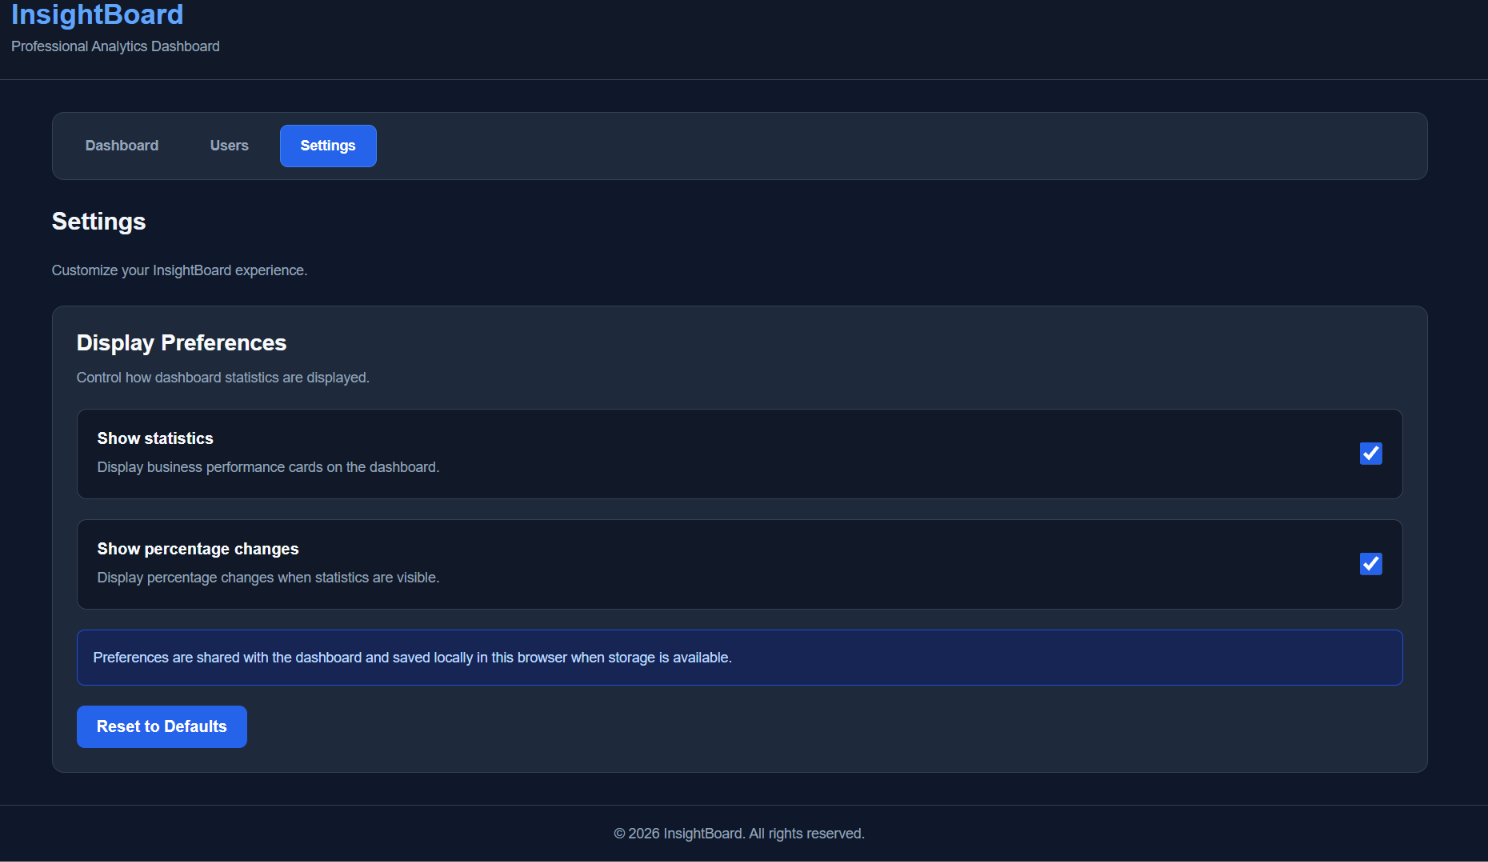 InsightBoard
Professional Analytics Dashboard
Dashboard Users Settings
Settings
Customize your InsightBoard experience.
Display Preferences
Control how dashboard statistics are displayed.
Show statistics
Display business performance cards on the dashboard.
Show percentage changes
Display percentage changes when statistics are visible.
Preferences are shared with the dashboard and saved locally in this browser when storage is available.
Reset to Defaults
© 2026 InsightBoard. All rights reserved.